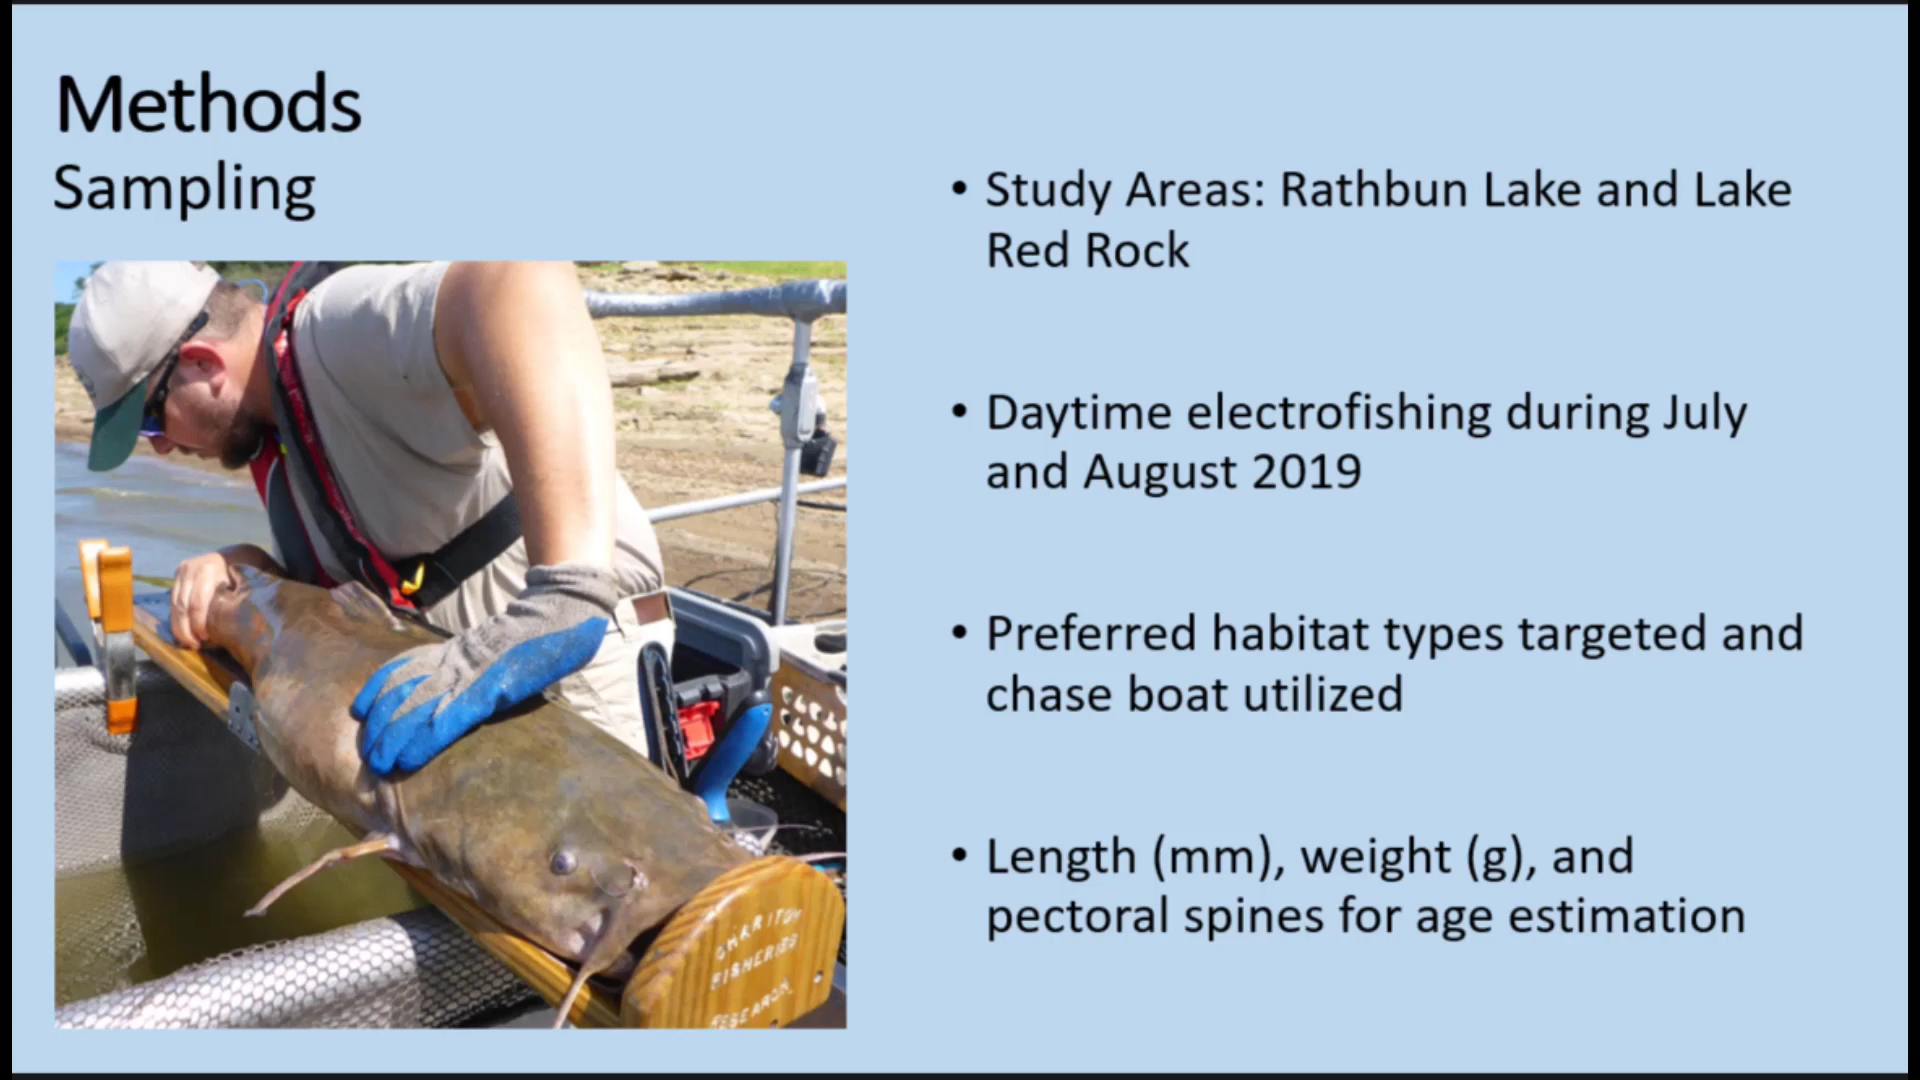 Methods
Sampling
• Study Areas: Rathbun Lake and Lake
Red Rock
• Daytime electrofishing during July
and August 2019
• Preferred habitat types targeted and
chase boat utilized
• Length (mm), weight (g), and
pectoral spines for age estimation
CHARITON
FISHERIES
RESEARCH